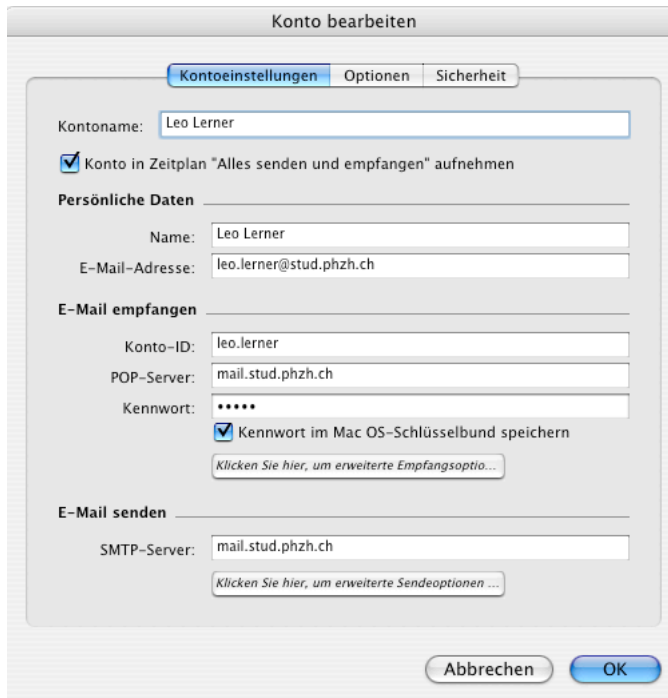 Konto bearbeiten
Kontoeinstellungen Optionen Sicherheit
Kontoname: Leo Lerner
Konto in Zeitplan "Alles senden und empfangen" aufnehmen
Persönliche Daten
Name: Leo Lerner
E-Mail-Adresse: leo.lerner@stud.phzh.ch
E-Mail empfangen
Konto-ID: leo.lerner
POP-Server: mail.stud.phzh.ch
Kennwort: •••••
Kennwort im Mac OS-Schlüsselbund speichern
Klicken Sie hier, um erweiterte Empfangsoptio...
E-Mail senden
SMTP-Server: mail.stud.phzh.ch
Klicken Sie hier, um erweiterte Sendeoptionen ...
Abbrechen OK